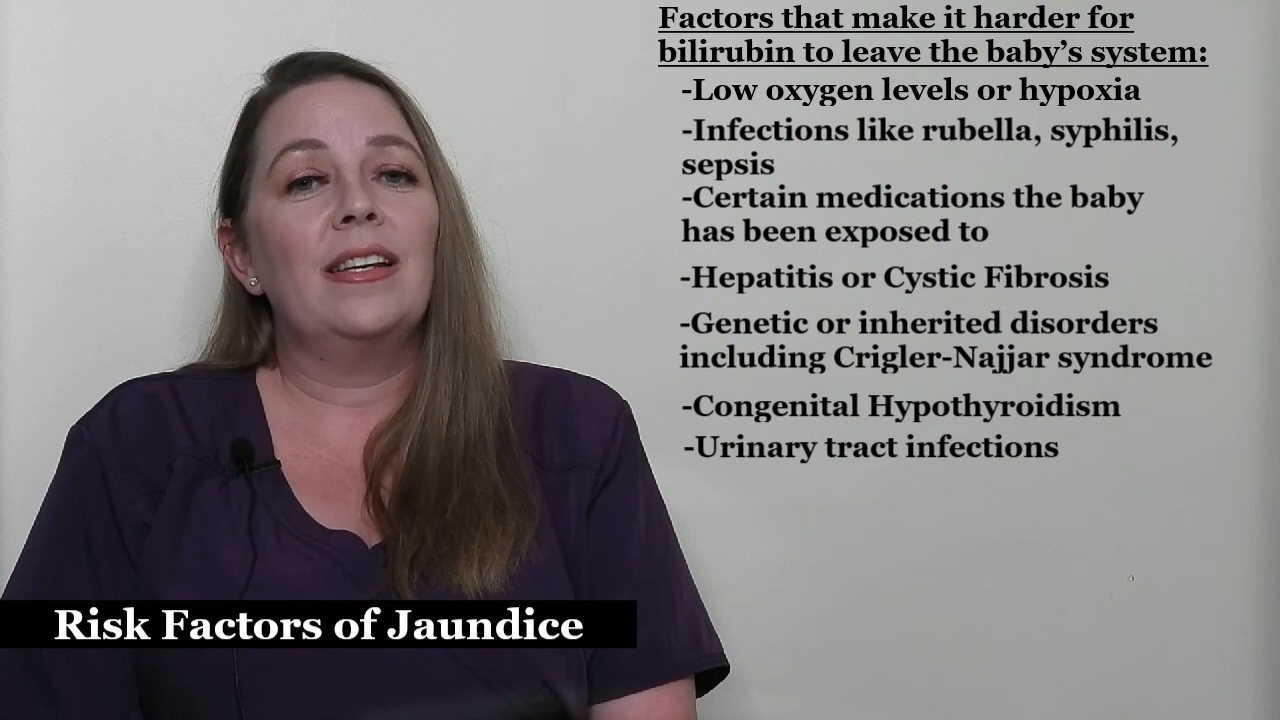 Factors that make it harder for
bilirubin to leave the baby’s system:
-Low oxygen levels or hypoxia
-Infections like rubella, syphilis,
sepsis
-Certain medications the baby
has been exposed to
-Hepatitis or Cystic Fibrosis
-Genetic or inherited disorders
including Crigler-Najjar syndrome
-Congenital Hypothyroidism
-Urinary tract infections
Risk Factors of Jaundice